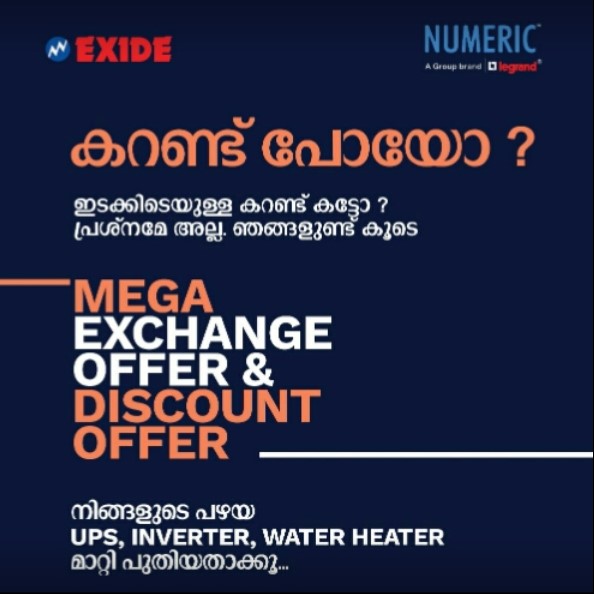 EXIDE
NUMERIC™
A Group brand | legrand®
കറണ്ട് പോയോ ?
ഇടക്കിടെയുള്ള കറണ്ട് കട്ടോ ?
പ്രശ്നമേ അല്ല. ഞങ്ങളുണ്ട് കൂടെ
MEGA
EXCHANGE
OFFER &
DISCOUNT
OFFER
നിങ്ങളുടെ പഴയ
UPS, INVERTER, WATER HEATER
മാറ്റി പുതിയതാക്കൂ...